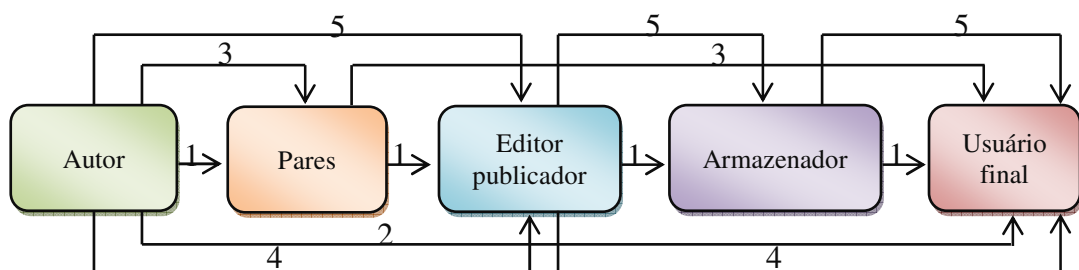 5
5
5
3
3
Autor
1
Pares
1
Editor
publicador
1
Armazenador
1
Usuário
final
2
4
4